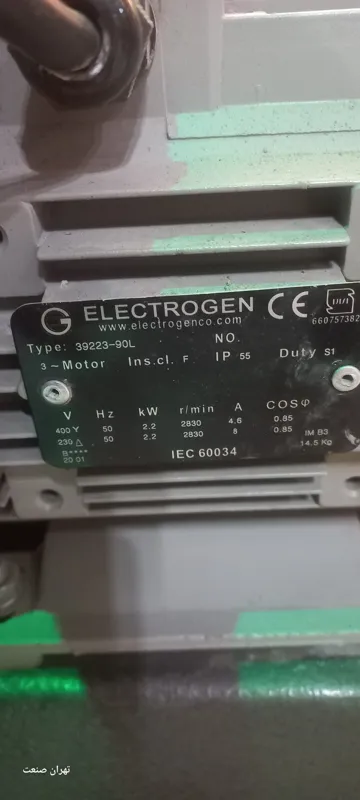 ELECTROGEN CE
www.electrogenco.com
660757382
Type: 39223-90L NO.
3~Motor Ins.cl. F IP 55 Duty S1
V Hz kW r/min A COSφ
400 Y 50 2.2 2830 4.6 0.85
230 △ 50 2.2 2830 8 0.85 IM B3
B**** 14.5 Kg
20 01 IEC 60034
تهران صنعت